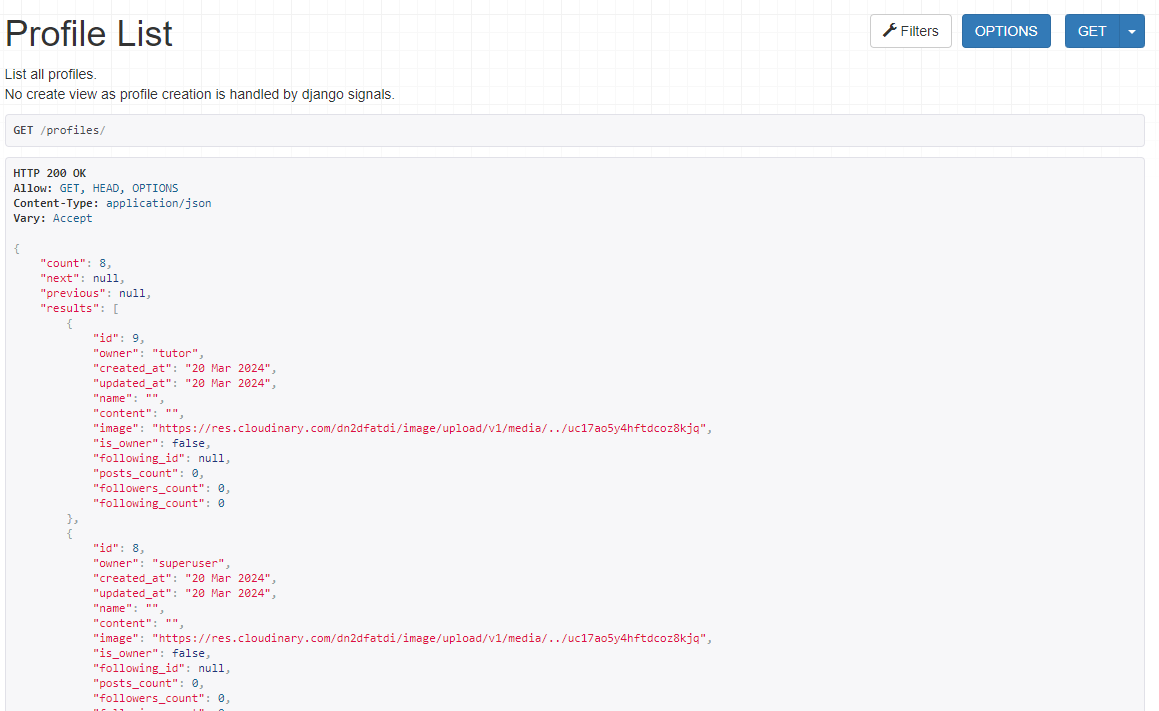 Profile List
Filters
OPTIONS
GET
List all profiles.
No create view as profile creation is handled by django signals.
GET /profiles/
HTTP 200 OK
Allow: GET, HEAD, OPTIONS
Content-Type: application/json
Vary: Accept
{
"count": 8,
"next": null,
"previous": null,
"results": [
{
"id": 9,
"owner": "tutor",
"created_at": "20 Mar 2024",
"updated_at": "20 Mar 2024",
"name": "",
"content": "",
"image": "https://res.cloudinary.com/dn2dfatdi/image/upload/v1/media/../uc17ao5y4hftdcoz8kjq",
"is_owner": false,
"following_id": null,
"posts_count": 0,
"followers_count": 0,
"following_count": 0
},
{
"id": 8,
"owner": "superuser",
"created_at": "20 Mar 2024",
"updated_at": "20 Mar 2024",
"name": "",
"content": "",
"image": "https://res.cloudinary.com/dn2dfatdi/image/upload/v1/media/../uc17ao5y4hftdcoz8kjq",
"is_owner": false,
"following_id": null,
"posts_count": 0,
"followers_count": 0,